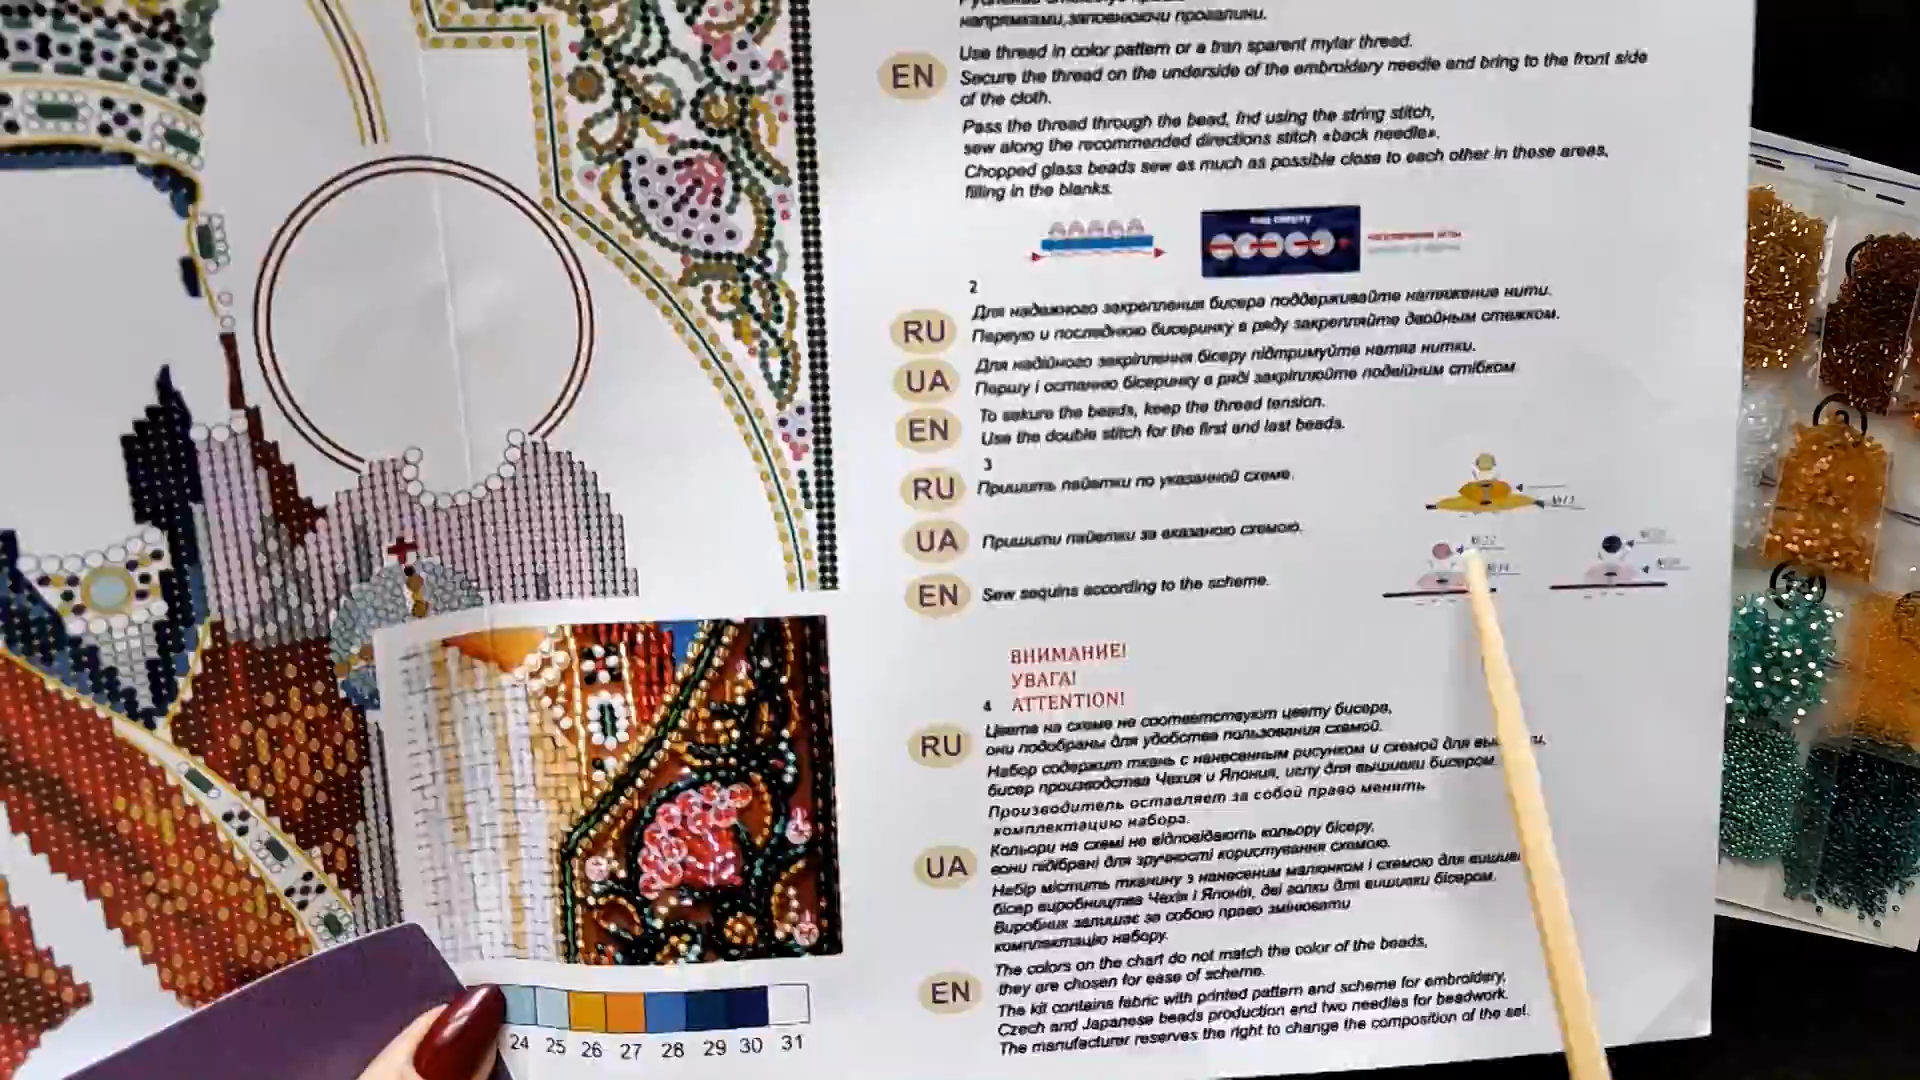 напрямками, заповнюючи прогалини.
EN
Use thread in color pattern or a tran sparent mylar thread.
Secure the thread on the underside of the embroidery needle and bring to the front side
of the cloth.
Pass the thread through the bead, fnd using the string stitch,
sew along the recommended directions stitch «back needle».
Chopped glass beads sew as much as possible close to each other in these areas,
filling in the blanks.
2
RU
Для надежного закрепления бисера поддерживайте натяжение нити.
Первую и последнюю бисеринку в ряду закрепляйте двойным стежком.
UA
Для надійного закріплення бісеру підтримуйте натяг нитки.
Першу і останню бісеринку в ряді закріплюйте подвійним стібком
EN
To sekure the beads, keep the thread tension.
Use the double stitch for the first and last beads.
3
RU
Пришить пайетки по указанной схеме.
UA
Пришити паїетки за вказаною схемою.
EN
Sew sequins according to the scheme.
ВНИМАНИЕ!
УВАГА!
4 ATTENTION!
RU
Цвета на схеме не соответствуют цвету бисера,
они подобраны для удобства пользования схемой.
Набор содержит ткань с нанесенным рисунком и схемой для
бисер производства Чехия и Япония, иглу для вышивки бисером
Производитель оставляет за собой право менять
комплектацию набора.
UA
Кольори на схемі не відповідають кольору бісеру,
вони підібрані для зручності користування схемою.
Набір містить тканину з нанесеним малюнком і схемою для
бісер виробництва Чехія і Японія, дві голки для вишивки бісером.
Виробник залишає за собою право змінювати
комплектацію набору.
EN
The colors on the chart do not match the color of the beads,
they are chosen for ease of scheme.
The kit contains fabric with printed pattern and scheme for embroidery,
Czech and Japanese beads production and two needles for beadwork.
The manufacturer reserves the right to change the composition of the set.
24 25 26 27 28 29 30 31